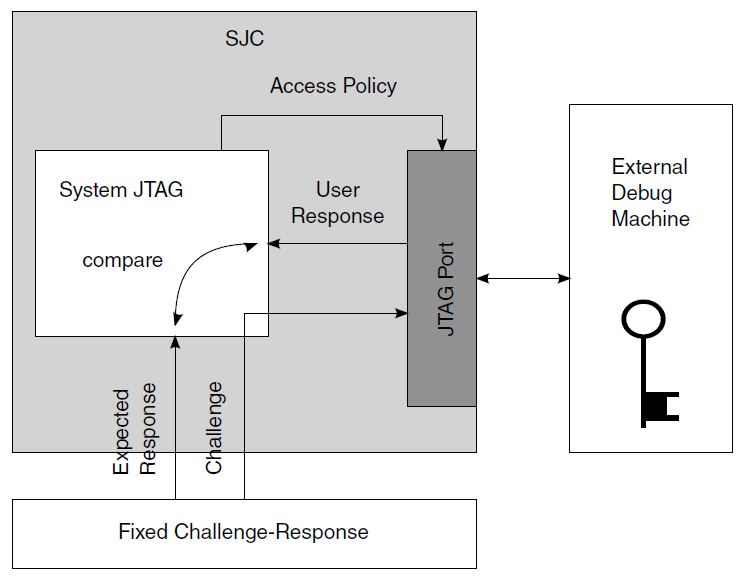 SJC
Access Policy
System JTAG
User
Response
compare
JTAG Port
External
Debug
Machine
Expected
Response
Challenge
Fixed Challenge-Response